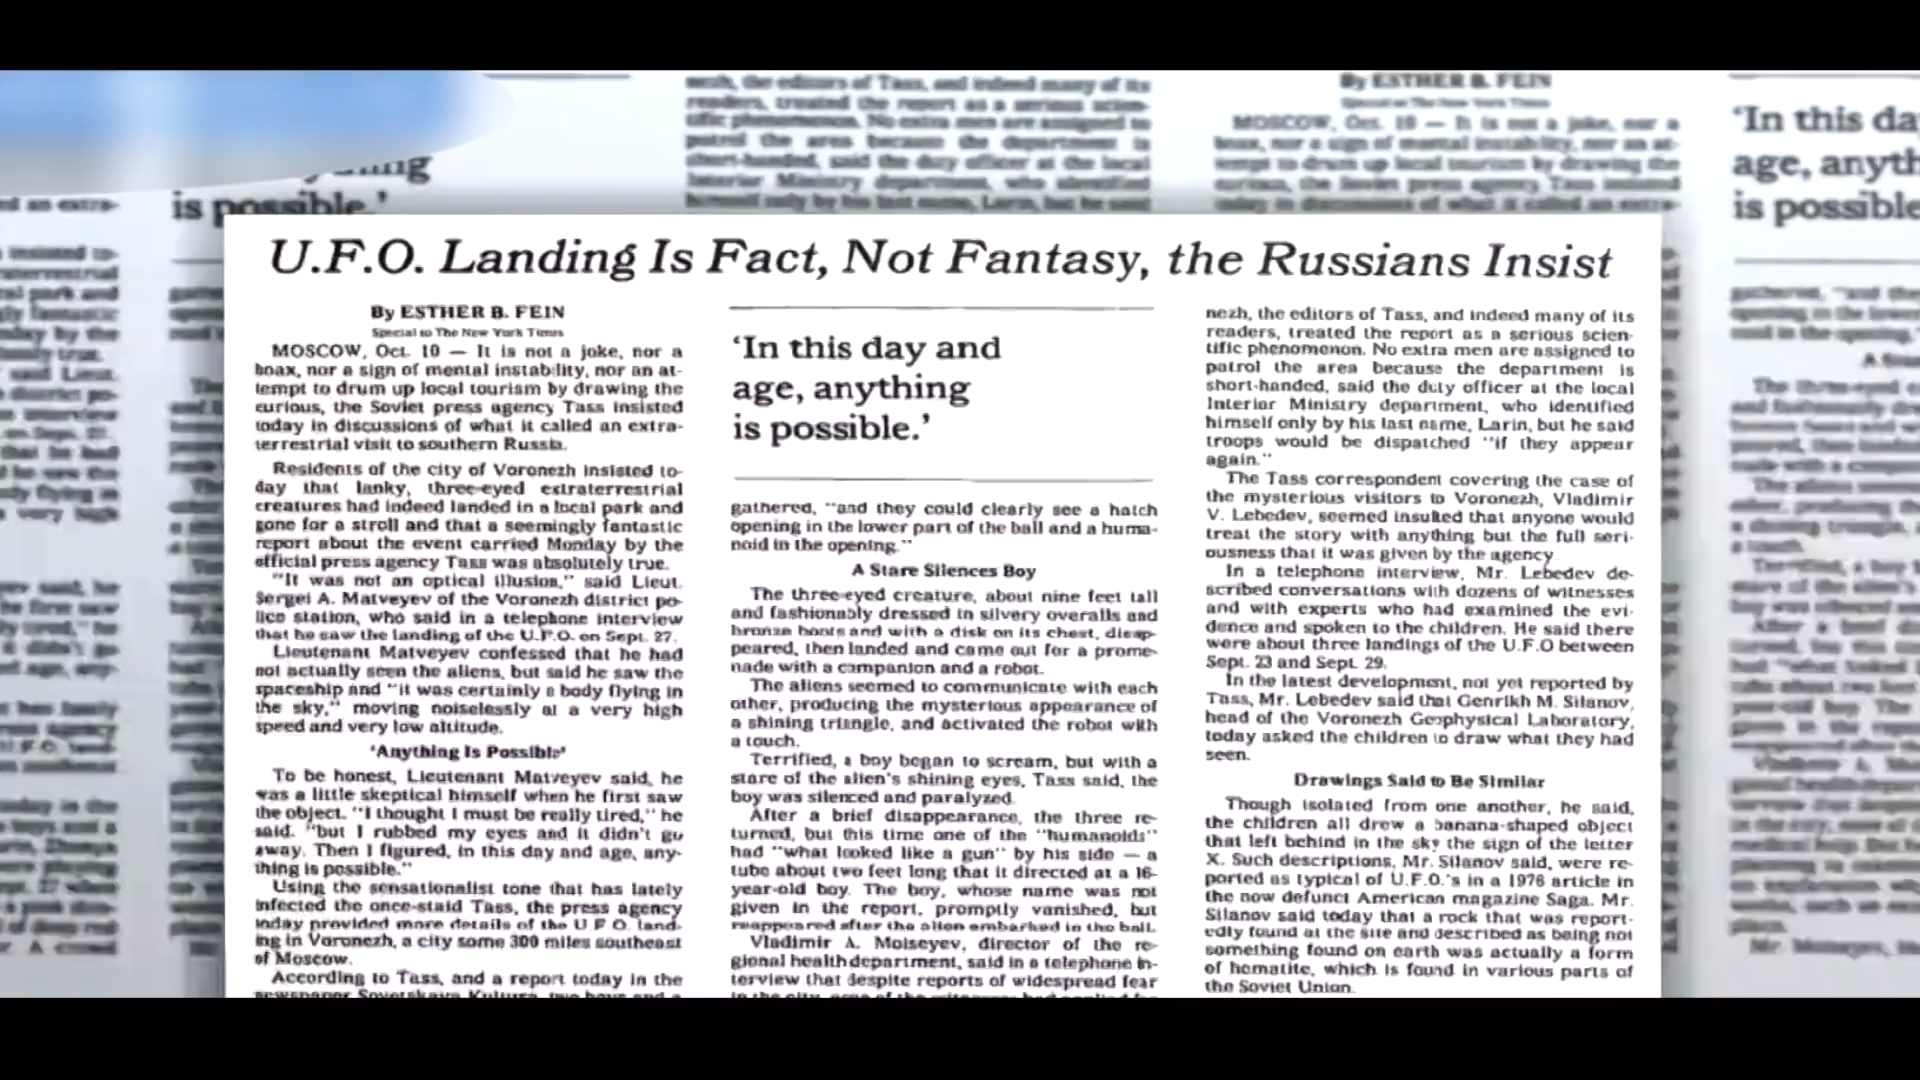 U.F.O. Landing Is Fact, Not Fantasy, the Russians Insist
By ESTHER B. FEIN
Special to The New York Times
MOSCOW, Oct. 10 — It is not a joke, nor a
hoax, nor a sign of mental instability, nor an at-
tempt to drum up local tourism by drawing the
curious, the Soviet press agency Tass insisted
today in discussions of what it called an extra-
terrestrial visit to southern Russia.
Residents of the city of Voronezh insisted to-
day that lanky, three-eyed extraterrestrial
creatures had indeed landed in a local park and
gone for a stroll and that a seemingly fantastic
report about the event carried Monday by the
official press agency Tass was absolutely true.
"It was not an optical illusion," said Lieut.
Sergei A. Matveyev of the Voronezh district po-
lice station, who said in a telephone interview
that he saw the landing of the U.F.O. on Sept. 27.
Lieutenant Matveyev confessed that he had
not actually seen the aliens, but said he saw the
spaceship and "it was certainly a body flying in
the sky," moving noiselessly at a very high
speed and very low altitude.
'Anything Is Possible'
To be honest, Lieutenant Matveyev said, he
was a little skeptical himself when he first saw
the object. "I thought I must be really tired," he
said. "but I rubbed my eyes and it didn't go
away. Then I figured, in this day and age, any-
thing is possible."
Using the sensationalist tone that has lately
infected the once-staid Tass, the press agency
today provided more details of the U.F.O. land-
ing in Voronezh, a city some 300 miles southeast
of Moscow.
According to Tass, and a report today in the
newspaper Sovetskaya Kultura, two boys and a
'In this day and
age, anything
is possible.'
gathered, "and they could clearly see a hatch
opening in the lower part of the ball and a huma-
noid in the opening."
A Stare Silences Boy
The three-eyed creature, about nine feet tall
and fashionably dressed in silvery overalls and
bronze boots and with a disk on its chest, disap-
peared, then landed and came out for a prome-
nade with a companion and a robot.
The aliens seemed to communicate with each
other, producing the mysterious appearance of
a shining triangle, and activated the robot with
a touch.
Terrified, a boy began to scream, but with a
stare of the alien's shining eyes, Tass said, the
boy was silenced and paralyzed.
After a brief disappearance, the three re-
turned, but this time one of the "humanoids"
had "what looked like a gun" by his side — a
tube about two feet long that it directed at a 16-
year-old boy. The boy, whose name was not
given in the report, promptly vanished, but
reappeared after the alien embarked in the ball.
Vladimir A. Moiseyev, director of the re-
gional health department, said in a telephone in-
terview that despite reports of widespread fear
nezh, the editors of Tass, and indeed many of its
readers, treated the report as a serious scien-
tific phenomenon. No extra men are assigned to
patrol the area because the department is
short-handed, said the duty officer at the local
Interior Ministry department, who identified
himself only by his last name, Larin, but he said
troops would be dispatched "if they appear
again."
The Tass correspondent covering the case of
the mysterious visitors to Voronezh, Vladimir
V. Lebedev, seemed insulted that anyone would
treat the story with anything but the full seri-
ousness that it was given by the agency.
In a telephone interview, Mr. Lebedev de-
scribed conversations with dozens of witnesses
and with experts who had examined the evi-
dence and spoken to the children. He said there
were about three landings of the U.F.O between
Sept. 23 and Sept. 29.
In the latest development, not yet reported by
Tass, Mr. Lebedev said that Genrikh M. Silanov,
head of the Voronezh Geophysical Laboratory,
today asked the children to draw what they had
seen.
Drawings Said to Be Similar
Though isolated from one another, he said,
the children all drew a banana-shaped object
that left behind in the sky the sign of the letter
X. Such descriptions, Mr. Silanov said, were re-
ported as typical of U.F.O.'s in a 1976 article in
the now defunct American magazine Saga. Mr.
Silanov said today that a rock that was report-
edly found at the site and described as being not
something found on earth was actually a form
of hematite, which is found in various parts of
the Soviet Union.